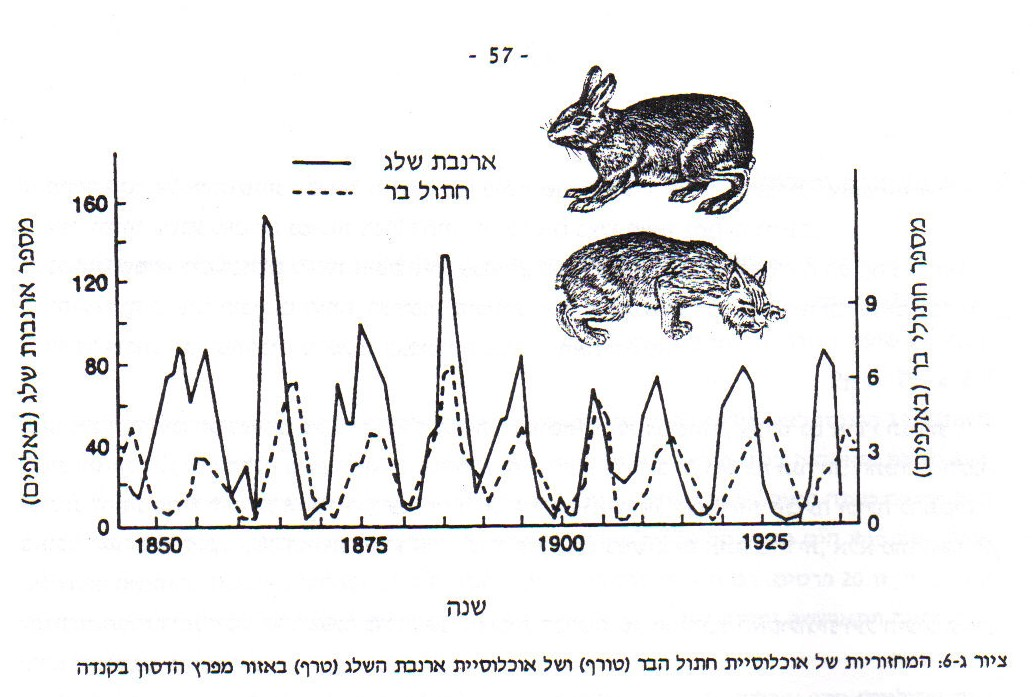 - 57 -
ארנבת שלג
חתול בר
מספר ארנבות שלג (באלפים)
160
120
80
40
0
מספר חתולי בר (באלפים)
9
6
3
0
1850 1875 1900 1925
שנה
ציור ג-6: המחזוריות של אוכלוסיית חתול הבר (טורף) ושל אוכלוסיית ארנבת השלג (טרף) באזור מפרץ הדסון בקנדה